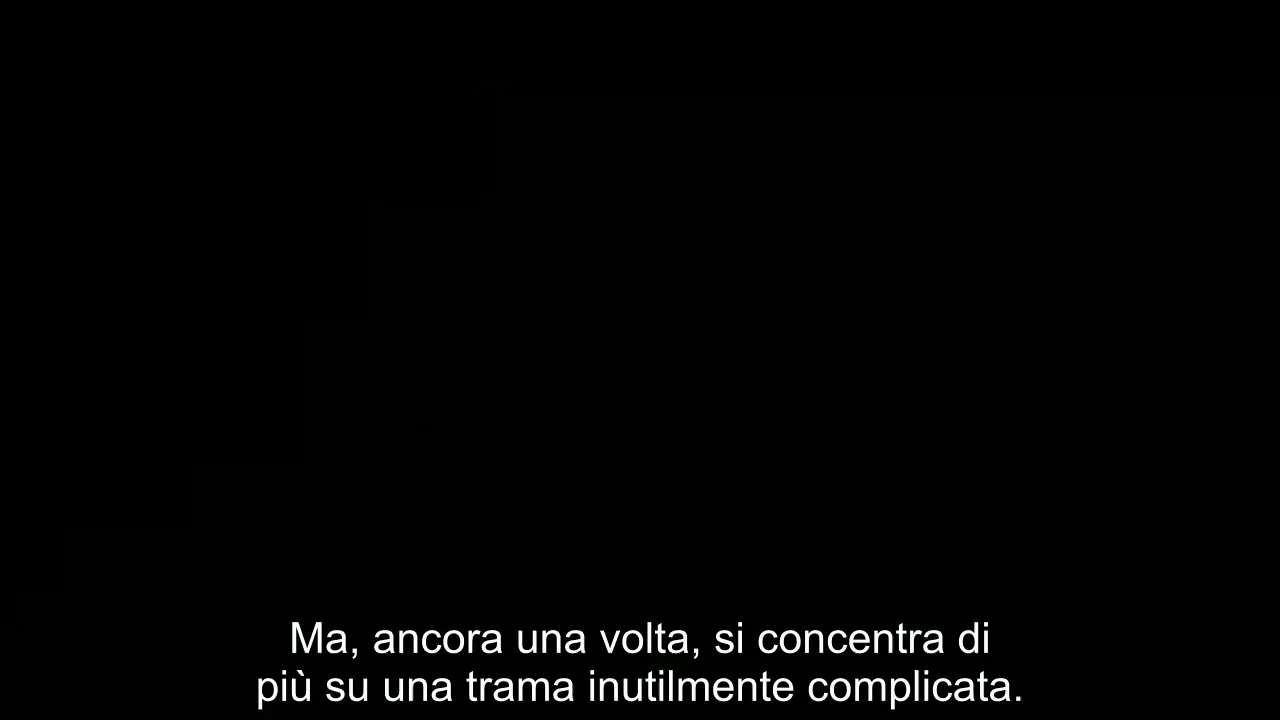 Ma, ancora una volta, si concentra di
più su una trama inutilmente complicata.